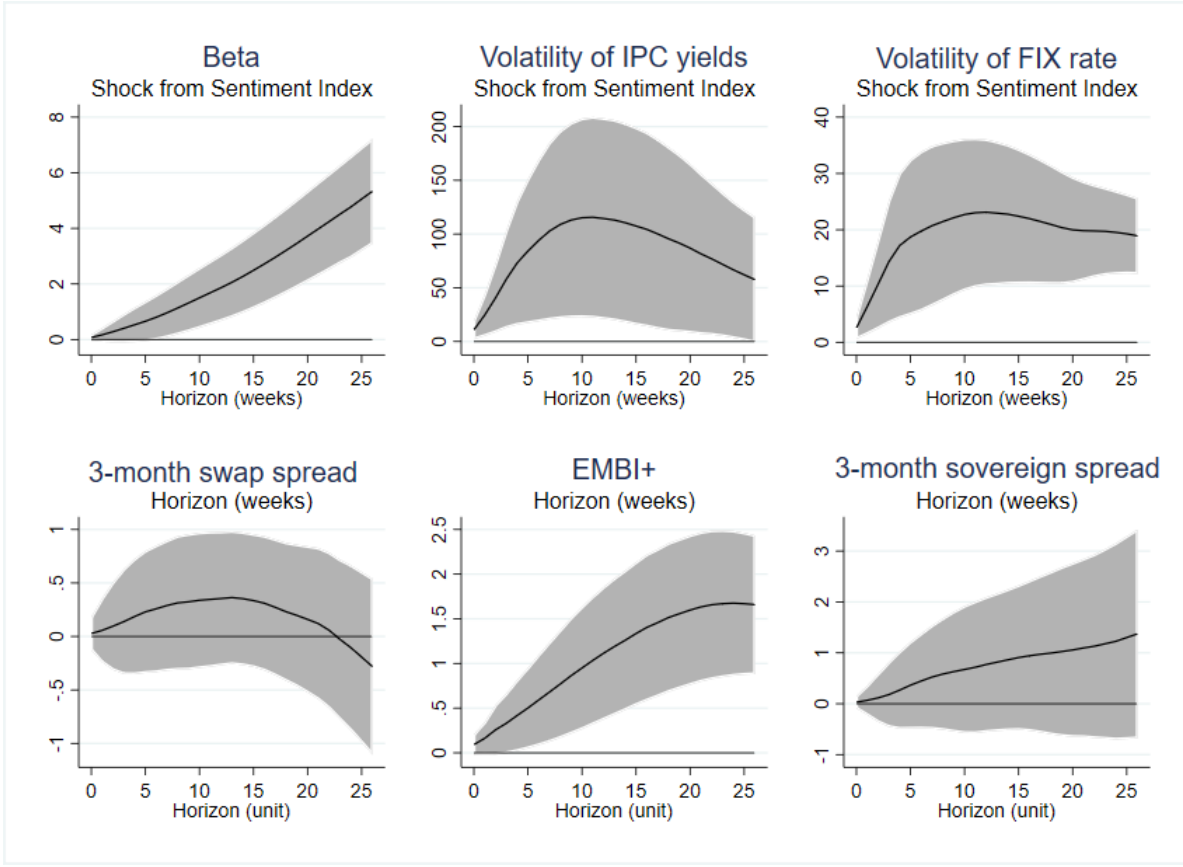 Beta
Shock from Sentiment Index
8
6
4
2
0
0 5 10 15 20 25
Horizon (weeks)
Volatility of IPC yields
Shock from Sentiment Index
200
150
100
50
0
0 5 10 15 20 25
Horizon (weeks)
Volatility of FIX rate
Shock from Sentiment Index
40
30
20
10
0
0 5 10 15 20 25
Horizon (weeks)
3-month swap spread
Horizon (weeks)
1
.5
0
-.5
-1
0 5 10 15 20 25
Horizon (unit)
EMBI+
Horizon (weeks)
2.5
2
1.5
1
.5
0
0 5 10 15 20 25
Horizon (unit)
3-month sovereign spread
Horizon (weeks)
3
2
1
0
-1
0 5 10 15 20 25
Horizon (unit)